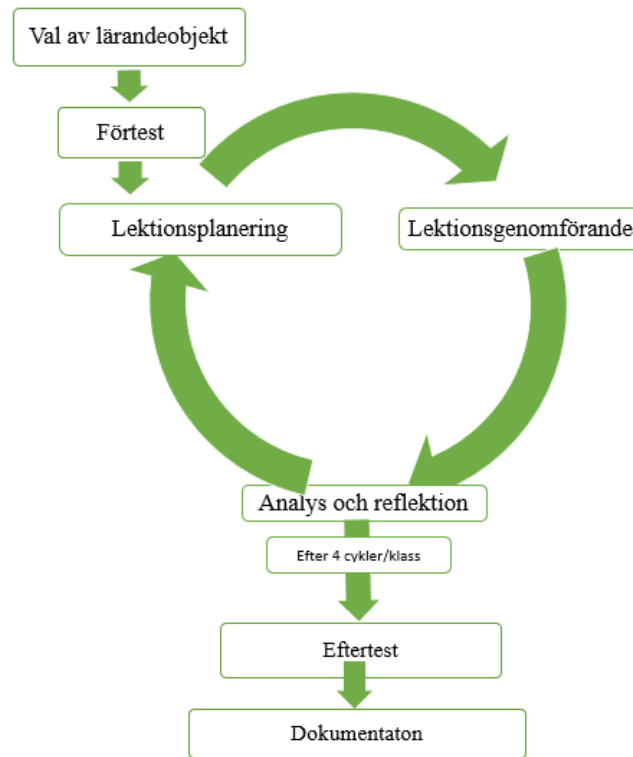 Val av lärandeobjekt
Förtest
Lektionsplanering
Lektionsgenomförande
Analys och reflektion
Efter 4 cykler/klass
Eftertest
Dokumentaton